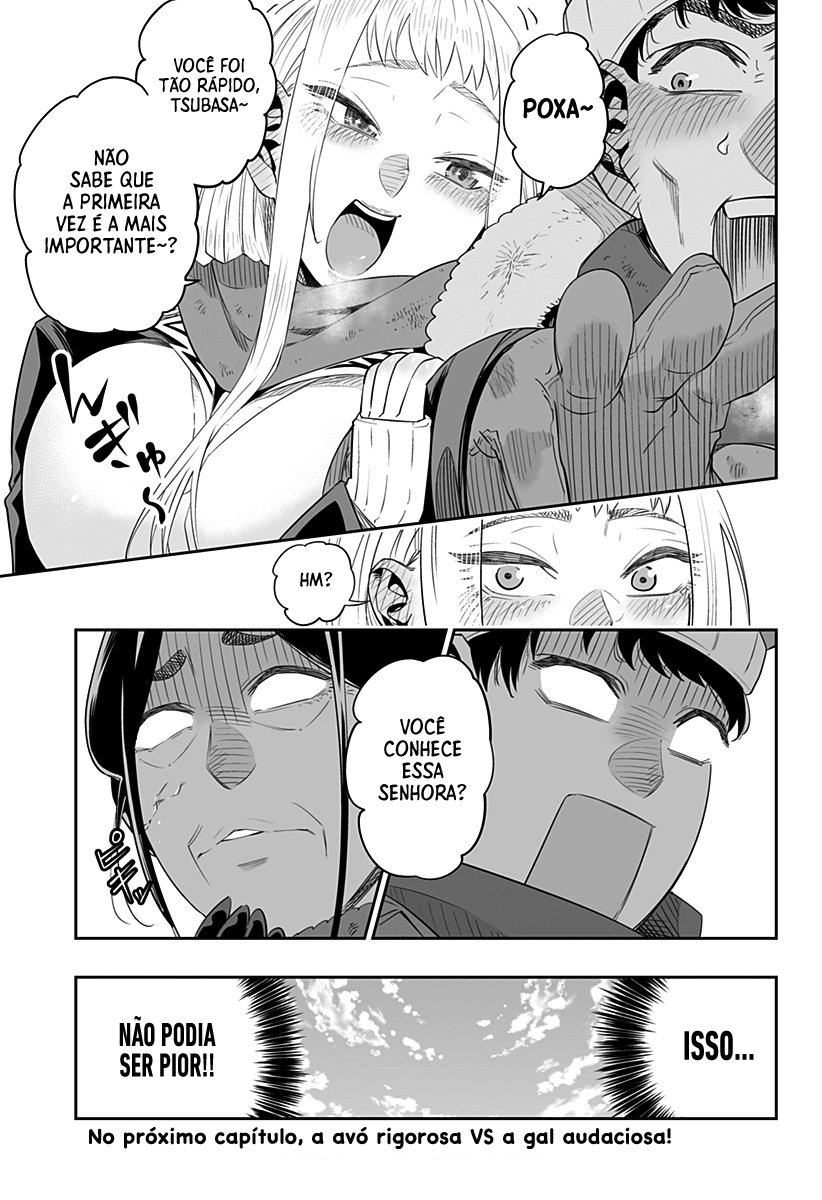 POXA~
VOCÊ FOI
TÃO RÁPIDO,
TSUBASA~
NÃO
SABE QUE
A PRIMEIRA
VEZ É A MAIS
IMPORTANTE~?
んぎゅ～
HM?
VOCÊ
CONHECE
ESSA
SENHORA?
ピキッ
ISSO...
NÃO PODIA
SER PIOR!!
No próximo capítulo, a avó rigorosa VS a gal audaciosa!